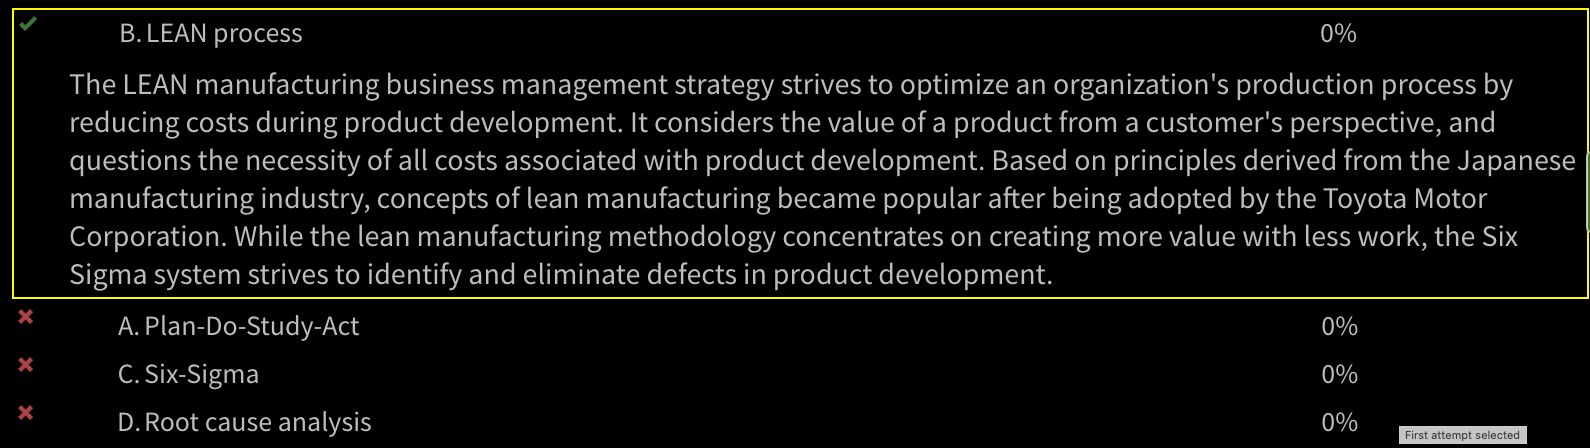 B. LEAN process 0%
The LEAN manufacturing business management strategy strives to optimize an organization's production process by
reducing costs during product development. It considers the value of a product from a customer's perspective, and
questions the necessity of all costs associated with product development. Based on principles derived from the Japanese
manufacturing industry, concepts of lean manufacturing became popular after being adopted by the Toyota Motor
Corporation. While the lean manufacturing methodology concentrates on creating more value with less work, the Six
Sigma system strives to identify and eliminate defects in product development.
A. Plan-Do-Study-Act 0%
C. Six-Sigma 0%
D. Root cause analysis 0%
First attempt selected